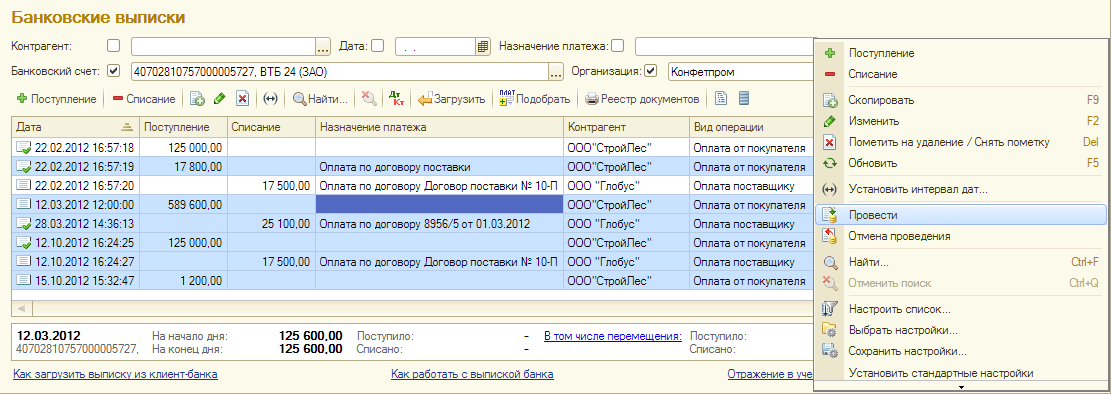 Банковские выписки
Контрагент: ... Дата: . . Назначение платежа:
Банковский счет: 40702810757000005727, ВТБ 24 (ЗАО) ... Организация: Конфетпром
Поступление Списание Найти... Дт Кт Загрузить ПЛАТ Подобрать Реестр документов
Дата Поступление Списание Назначение платежа Контрагент Вид операции
22.02.2012 16:57:18 125 000,00 ООО"СтройЛес" Оплата от покупателя
22.02.2012 16:57:19 17 800,00 Оплата по договору поставки ООО"СтройЛес" Оплата от покупателя
22.02.2012 16:57:20 17 500,00 Оплата по договору Договор поставки № 10-П ООО "Глобус" Оплата поставщику
12.03.2012 12:00:00 589 600,00 ООО"СтройЛес" Оплата от покупателя
28.03.2012 14:36:13 25 100,00 Оплата по договору 8956/5 от 01.03.2012 ООО "Глобус" Оплата поставщику
12.10.2012 16:24:25 125 000,00 ООО"СтройЛес" Оплата от покупателя
12.10.2012 16:24:27 17 500,00 Оплата по договору Договор поставки № 10-П ООО "Глобус" Оплата поставщику
15.10.2012 15:32:47 1 200,00 ООО"СтройЛес" Оплата от покупателя
12.03.2012 На начало дня: 125 600,00 Поступило: - В том числе перемещения: Поступило:
40702810757000005727, На конец дня: 125 600,00 Списано: - Списано:
Как загрузить выписку из клиент-банка Как работать с выпиской банка Отражение в уче
Поступление
Списание
Скопировать F9
Изменить F2
Пометить на удаление / Снять пометку Del
Обновить F5
Установить интервал дат...
Провести
Отмена проведения
Найти... Ctrl+F
Отменить поиск Ctrl+Q
Настроить список...
Выбрать настройки...
Сохранить настройки...
Установить стандартные настройки